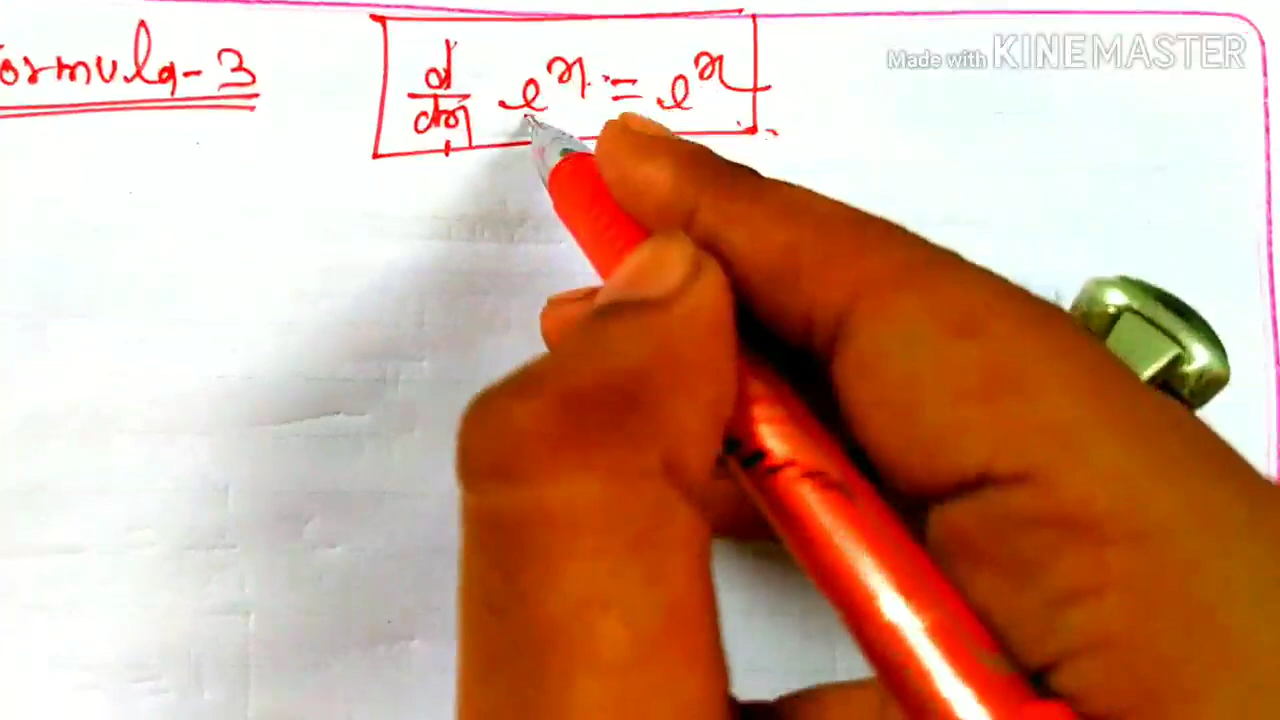 Made with KINEMASTER
ormula-3
d/dx e^x = e^x